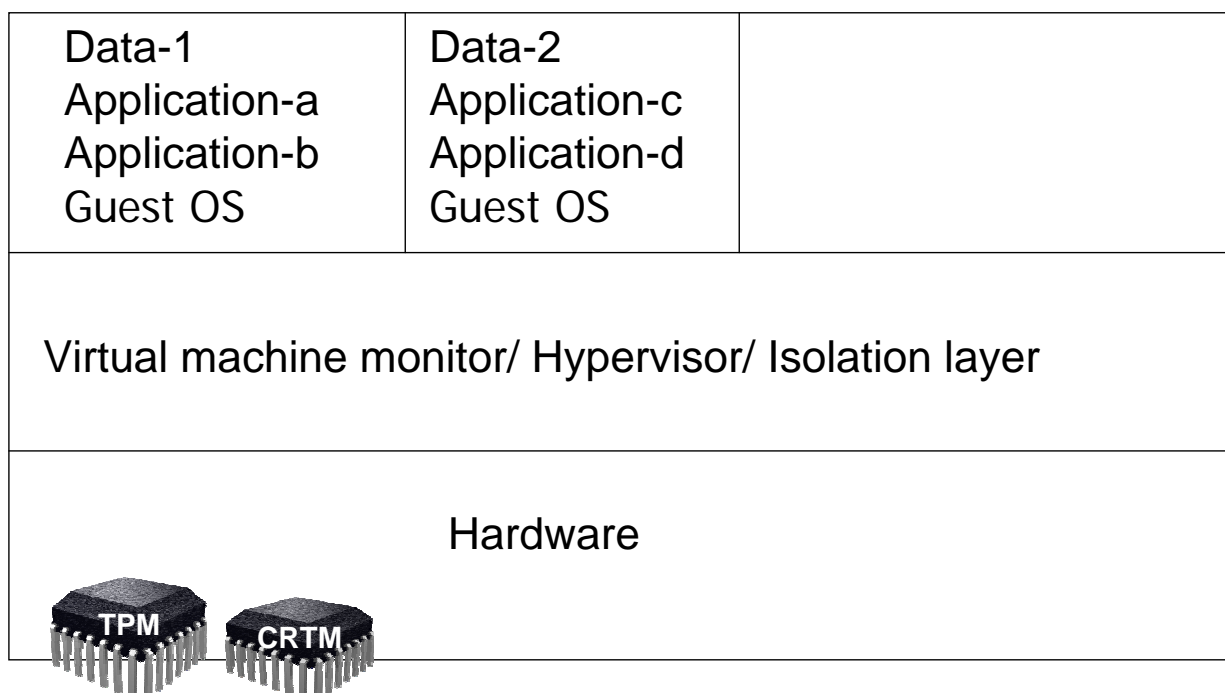 Data-1
Application-a
Application-b
Guest OS
Data-2
Application-c
Application-d
Guest OS
Virtual machine monitor/ Hypervisor/ Isolation layer
Hardware
TPM
CRTM